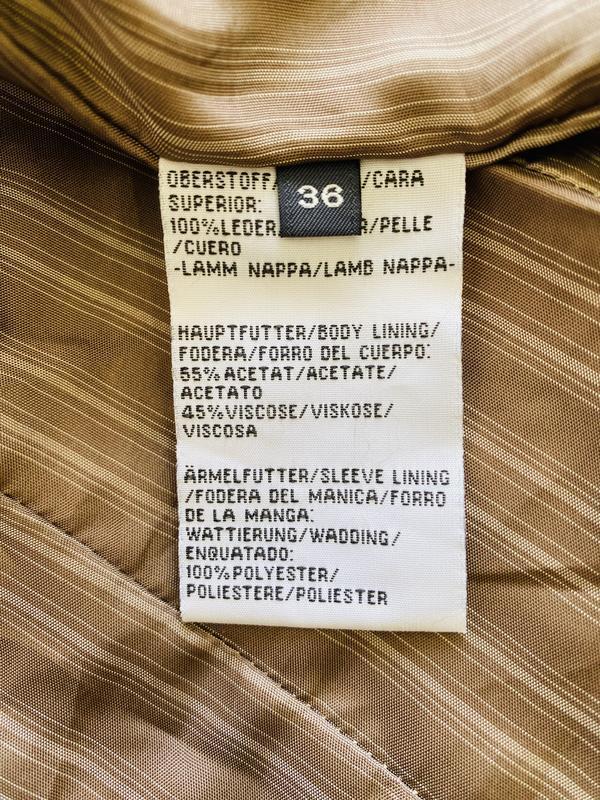 OBERSTOFF/ /CARA
SUPERIOR:
36
100%LEDER /PELLE
/CUERO
-LAMM NAPPA/LAMB NAPPA-
HAUPTFUTTER/BODY LINING/
FODERA/FORRO DEL CUERPO:
55%ACETAT/ACETATE/
ACETATO
45%VISCOSE/VISKOSE/
VISCOSA
ÄRMELFUTTER/SLEEVE LINING
/FODERA DEL MANICA/FORRO
DE LA MANGA:
WATTIERUNG/WADDING/
ENQUATADO:
100%POLYESTER/
POLIESTERE/POLIESTER